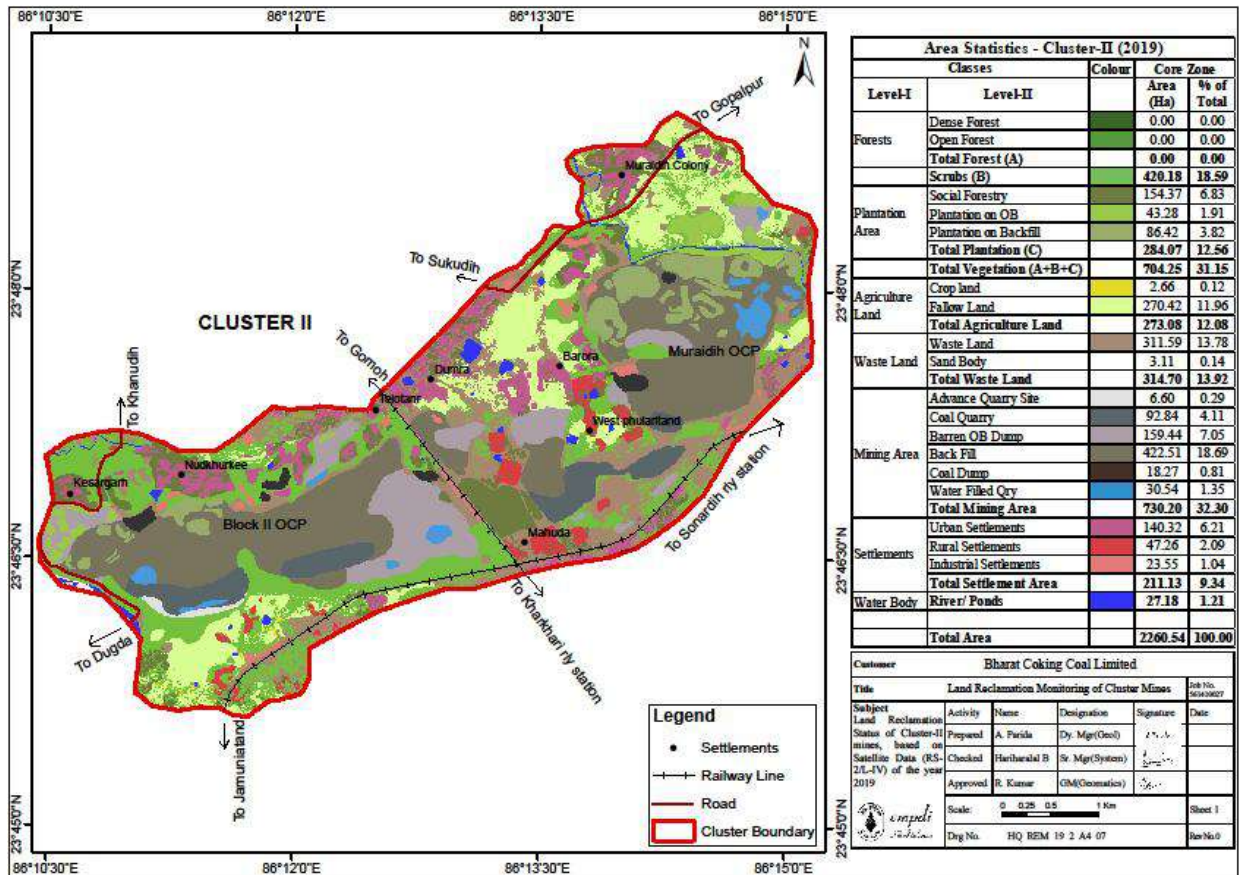 86°10'30"E 86°12'0"E 86°13'30"E 86°15'0"E
N
To Gopalpur
Muraidih Colony
To Sukudih
23°48'0"N 23°48'0"N
CLUSTER II
Muraidih OCP
To Gomoh
Barora
Dumra
To Khanudih
Tejotanr
West phularitand
Nudkhurkee
Kesargarh
Block II OCP
To Sonardih rly station
Mahuda
23°46'30"N 23°46'30"N
To Kharkhari rly station
To Dugda
To Jamuniatand
Legend
Settlements
Railway Line
Road
Cluster Boundary
23°45'0"N 23°45'0"N
86°10'30"E 86°12'0"E 86°13'30"E 86°15'0"E
Area Statistics - Cluster-II (2019)
Classes Colour Core Zone
Level-I Level-II Area (Ha) % of Total
Forests
Dense Forest 0.00 0.00
Open Forest 0.00 0.00
Total Forest (A) 0.00 0.00
Scrubs (B) 420.18 18.59
Plantation Area
Social Forestry 154.37 6.83
Plantation on OB 43.28 1.91
Plantation on Backfill 86.42 3.82
Total Plantation (C) 284.07 12.56
Total Vegetation (A+B+C) 704.25 31.15
Agriculture Land
Crop land 2.66 0.12
Fallow Land 270.42 11.96
Total Agriculture Land 273.08 12.08
Waste Land
Waste Land 311.59 13.78
Sand Body 3.11 0.14
Total Waste Land 314.70 13.92
Mining Area
Advance Quarry Site 6.60 0.29
Coal Quarry 92.84 4.11
Barren OB Dump 159.44 7.05
Back Fill 422.51 18.69
Coal Dump 18.27 0.81
Water Filled Qry 30.54 1.35
Total Mining Area 730.20 32.30
Settlements
Urban Settlements 140.32 6.21
Rural Settlements 47.26 2.09
Industrial Settlements 23.55 1.04
Total Settlement Area 211.13 9.34
Water Body River/ Ponds 27.18 1.21
Total Area 2260.54 100.00
Customer Bharat Coking Coal Limited
Title Land Reclamation Monitoring of Cluster Mines Job No.
Subject
Land Reclamation
Status of Cluster-II
mines, based on
Satellite Data (RS-
2/L-IV) of the year
2019
Activity Name Designation Signature Date
Prepared A. Parida Dy. Mgr(Geol)
Checked Hariharalal B Sr. Mgr(System)
Approved R. Kumar GM(Geomatics)
cmpdi
Scale: 0 0.25 0.5 1 Km Sheet 1
Drg No. HQ REM 19 2 A4 07 Rev No.0